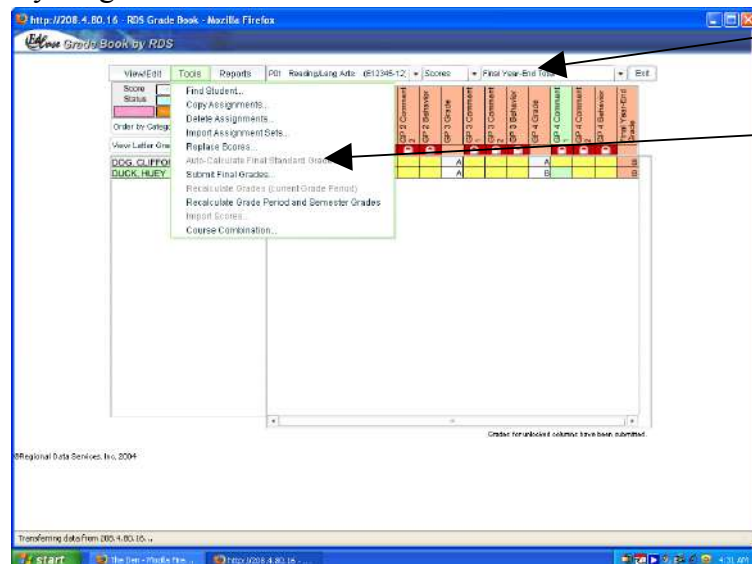 http://208.4.80.16 - RDS Grade Book - Mozilla Firefox
Grade Book by RDS
View/Edit Tools Reports P01 Reading/Lang Arts (E12345-12) Scores Final Year-End Total Exit
Score
Status
Order by Categ
View Letter Gra
Find Student...
Copy Assignments...
Delete Assignments...
Import Assignment Sets...
Replace Scores...
Auto-Calculate Final Standard Grades
Submit Final Grades...
Recalculate Grades (current Grade Period)
Recalculate Grade Period and Semester Grades
Import Scores...
Course Combination...
GP 2 Comment 2
GP 2 Behavior
GP 3 Grade
GP 3 Comment 1
GP 3 Comment 2
GP 3 Behavior
GP 4 Grade
GP 4 Comment 1
GP 4 Comment 2
GP 4 Behavior
Final Year-End Grade
DOG, CLIFFO A A B
DUCK, HUEY A B B
Grades for unlocked columns have been submitted.
©Regional Data Services, Inc, 2004
Transferring data from 208.4.80.16...
start The Den - Mozilla Fire... http://208.4.80.16 - ... 4:31 AM